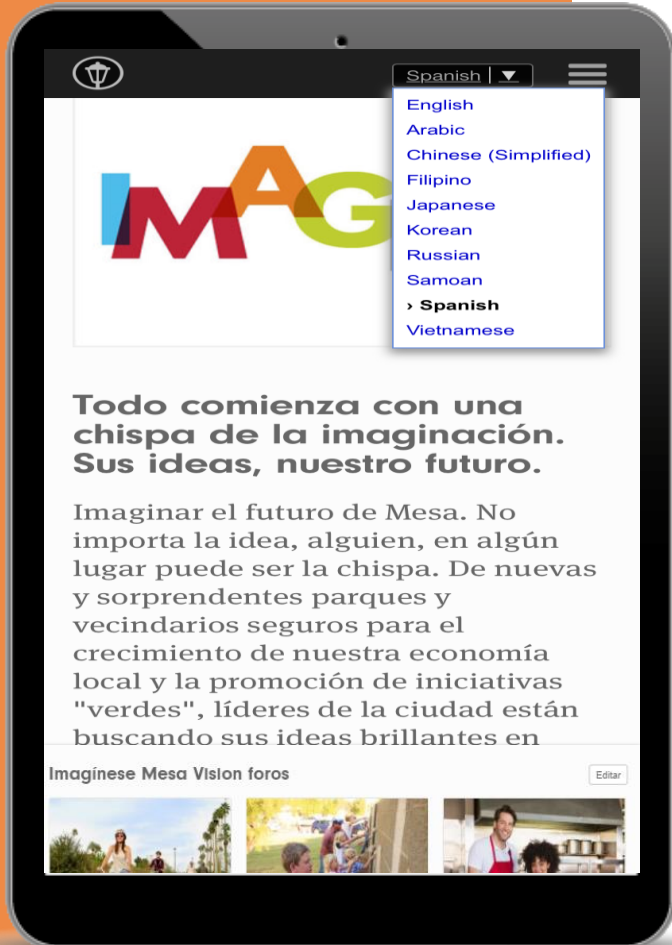 Spanish | ▼
English
Arabic
Chinese (Simplified)
Filipino
Japanese
Korean
Russian
Samoan
› Spanish
Vietnamese
IMAG
Todo comienza con una
chispa de la imaginación.
Sus ideas, nuestro futuro.
Imaginar el futuro de Mesa. No
importa la idea, alguien, en algún
lugar puede ser la chispa. De nuevas
y sorprendentes parques y
vecindarios seguros para el
crecimiento de nuestra economía
local y la promoción de iniciativas
"verdes", líderes de la ciudad están
buscando sus ideas brillantes en
Imagínese Mesa Vision foros
Editar